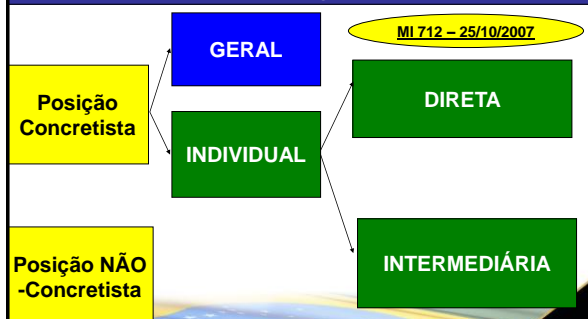 MI 712 – 25/10/2007
GERAL
Posição
Concretista
DIRETA
INDIVIDUAL
Posição NÃO
-Concretista
INTERMEDIÁRIA